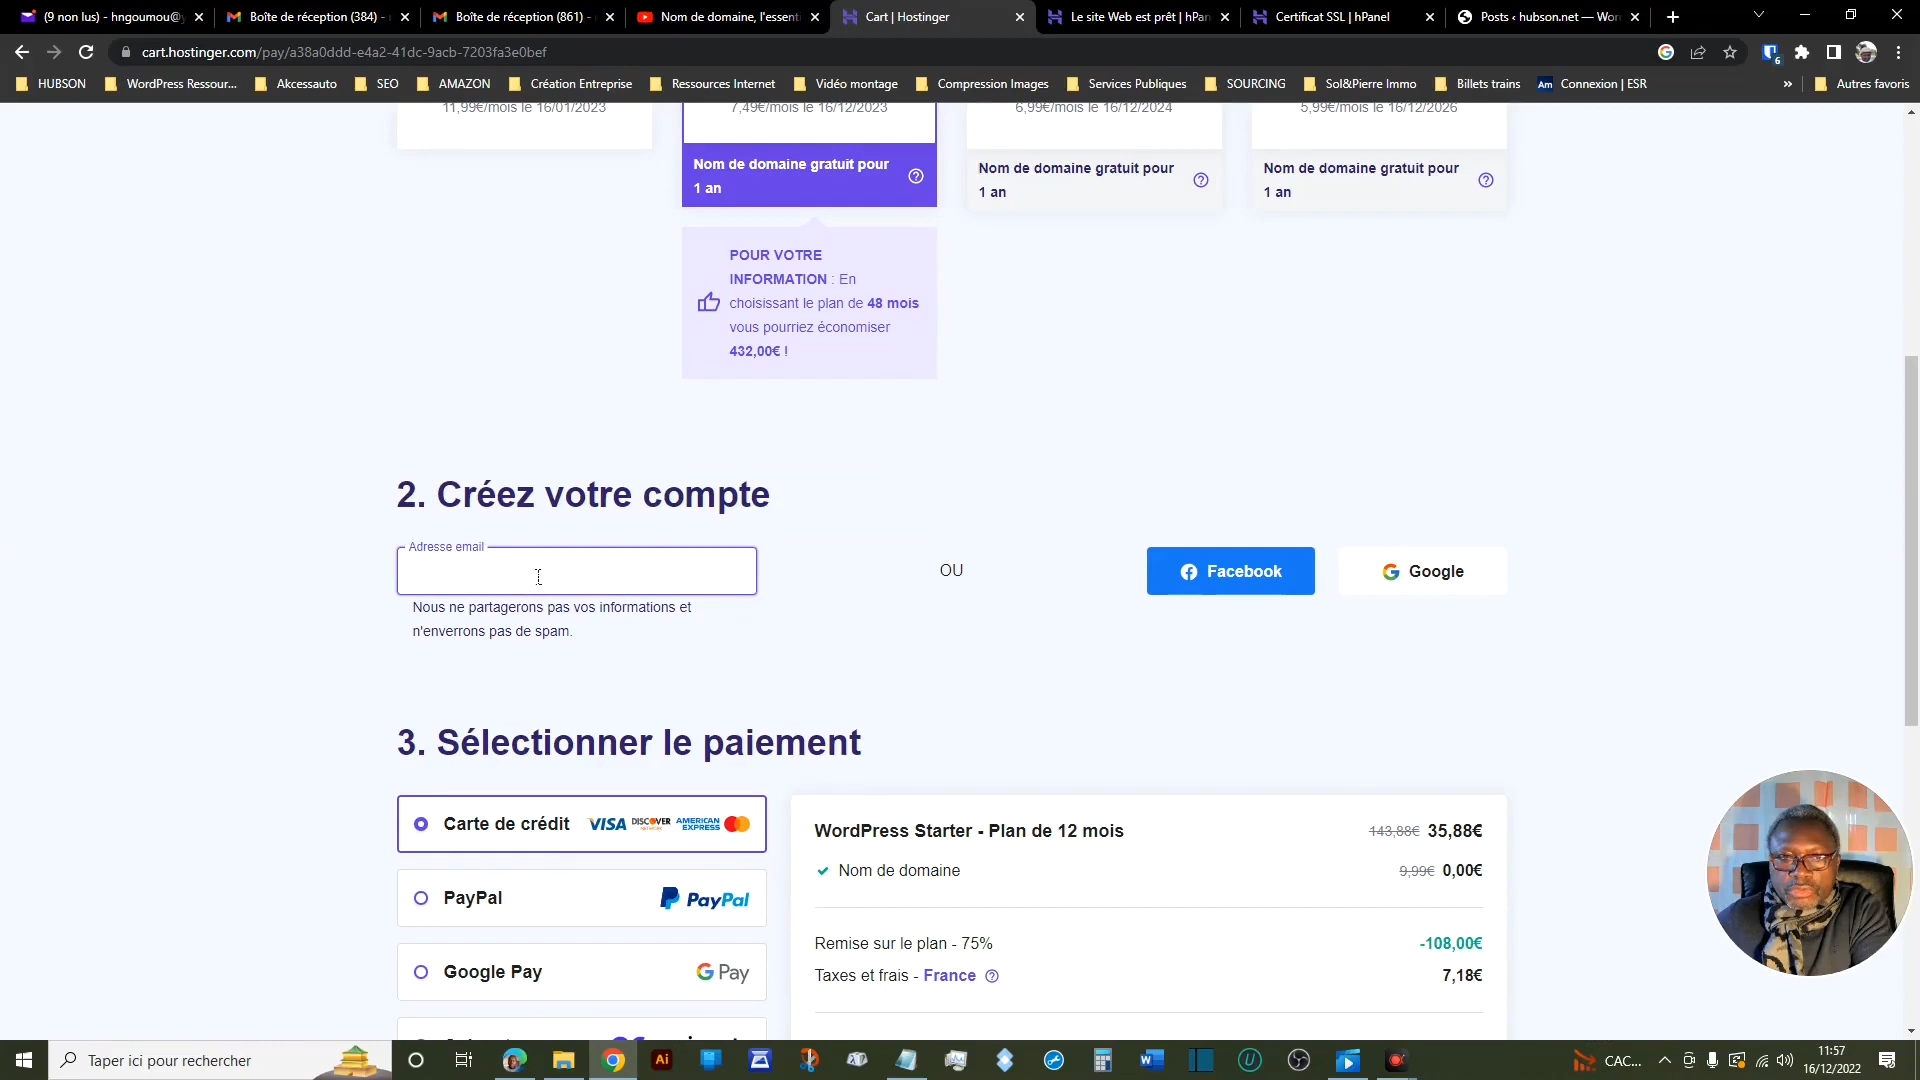 (9 non lus) - hngoumou@y
Boîte de réception (384) -
Boîte de réception (861) -
Nom de domaine, l'essenti
Cart | Hostinger
Le site Web est prêt | hPan
Certificat SSL | hPanel
Posts ‹ hubson.net — Wor
cart.hostinger.com/pay/a38a0ddd-e4a2-41dc-9acb-7203fa3e0bef
6
HUBSON
WordPress Ressour...
Akcessauto
SEO
AMAZON
Création Entreprise
Ressources Internet
Vidéo montage
Compression Images
Services Publiques
SOURCING
Sol&Pierre Immo
Billets trains
Am Connexion | ESR
»
Autres favoris
11,99€/mois le 16/01/2023
7,49€/mois le 16/12/2023
6,99€/mois le 16/12/2024
5,99€/mois le 16/12/2026
Nom de domaine gratuit pour
1 an
Nom de domaine gratuit pour
1 an
Nom de domaine gratuit pour
1 an
POUR VOTRE
INFORMATION : En
choisissant le plan de 48 mois
vous pourriez économiser
432,00€ !
2. Créez votre compte
Adresse email
OU
Facebook
Google
Nous ne partagerons pas vos informations et
n'enverrons pas de spam.
3. Sélectionner le paiement
Carte de crédit VISA DISCOVER AMERICAN EXPRESS
PayPal PayPal
Google Pay G Pay
WordPress Starter - Plan de 12 mois 143,88€ 35,88€
Nom de domaine 9,99€ 0,00€
Remise sur le plan - 75% -108,00€
Taxes et frais - France 7,18€
Taper ici pour rechercher
Ai
CAC...
11:57
16/12/2022